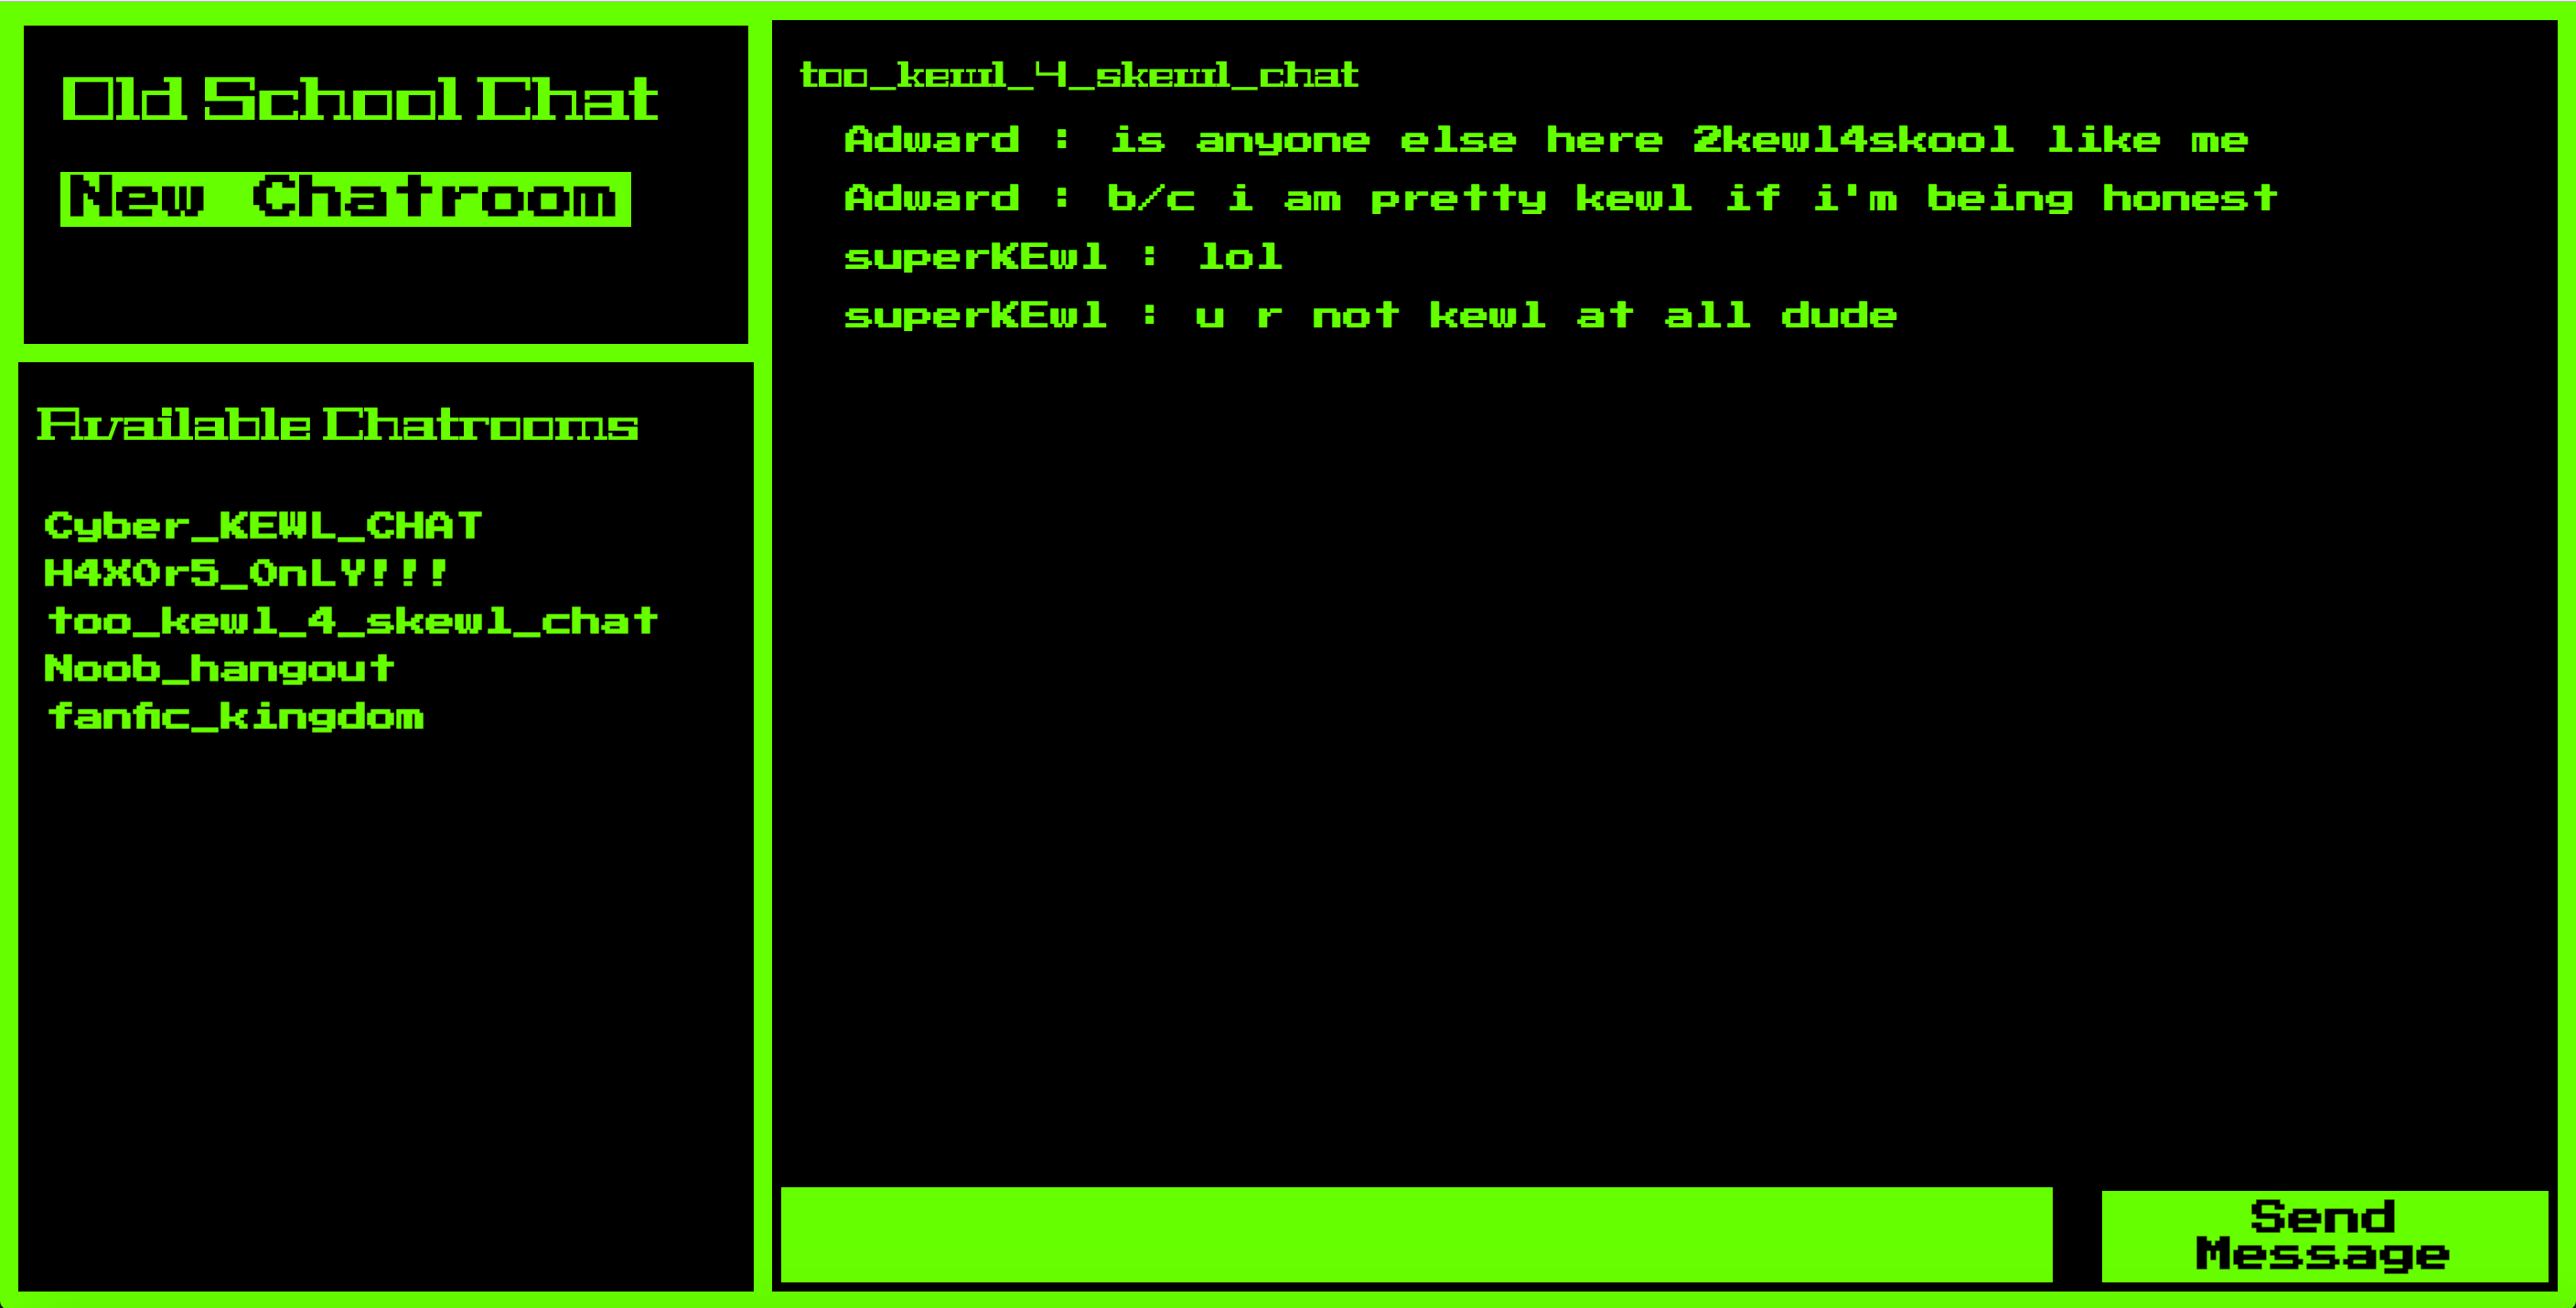 Old School Chat
New Chatroom
Available Chatrooms
Cyber_KEWL_CHAT
H4X0r5_0nLY!!!
too_kewl_4_skewl_chat
Noob_hangout
fanfic_kingdom
too_kewl_4_skewl_chat
Adward : is anyone else here 2kewl4skool like me
Adward : b/c i am pretty kewl if i'm being honest
superKEwl : lol
superKEwl : u r not kewl at all dude
Send
Message